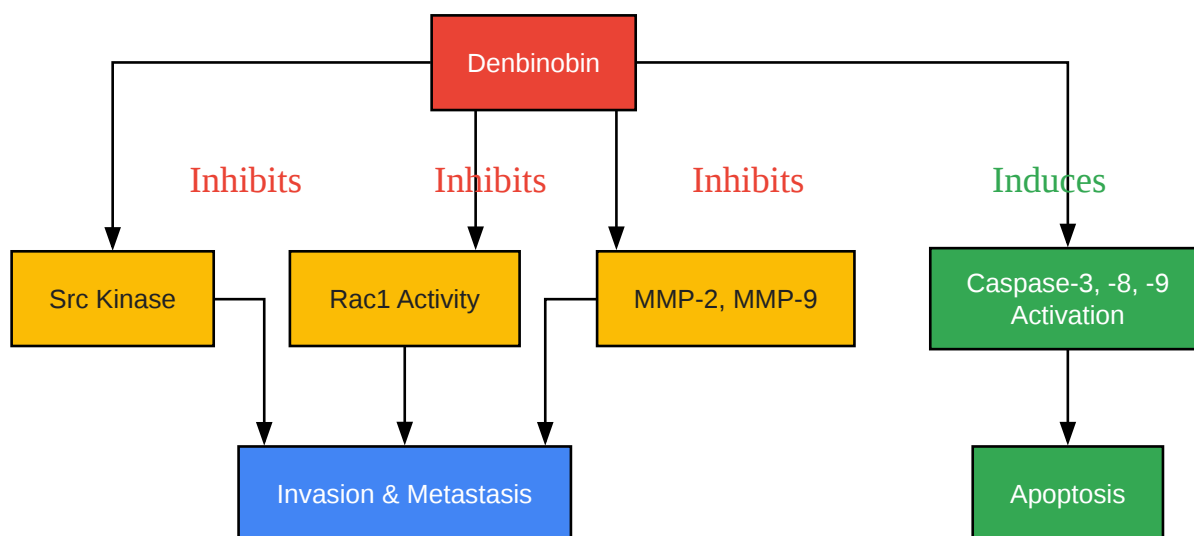 Denbinobin
Inhibits
Inhibits
Inhibits
Induces
Src Kinase
Rac1 Activity
MMP-2, MMP-9
Caspase-3, -8, -9
Activation
Invasion & Metastasis
Apoptosis